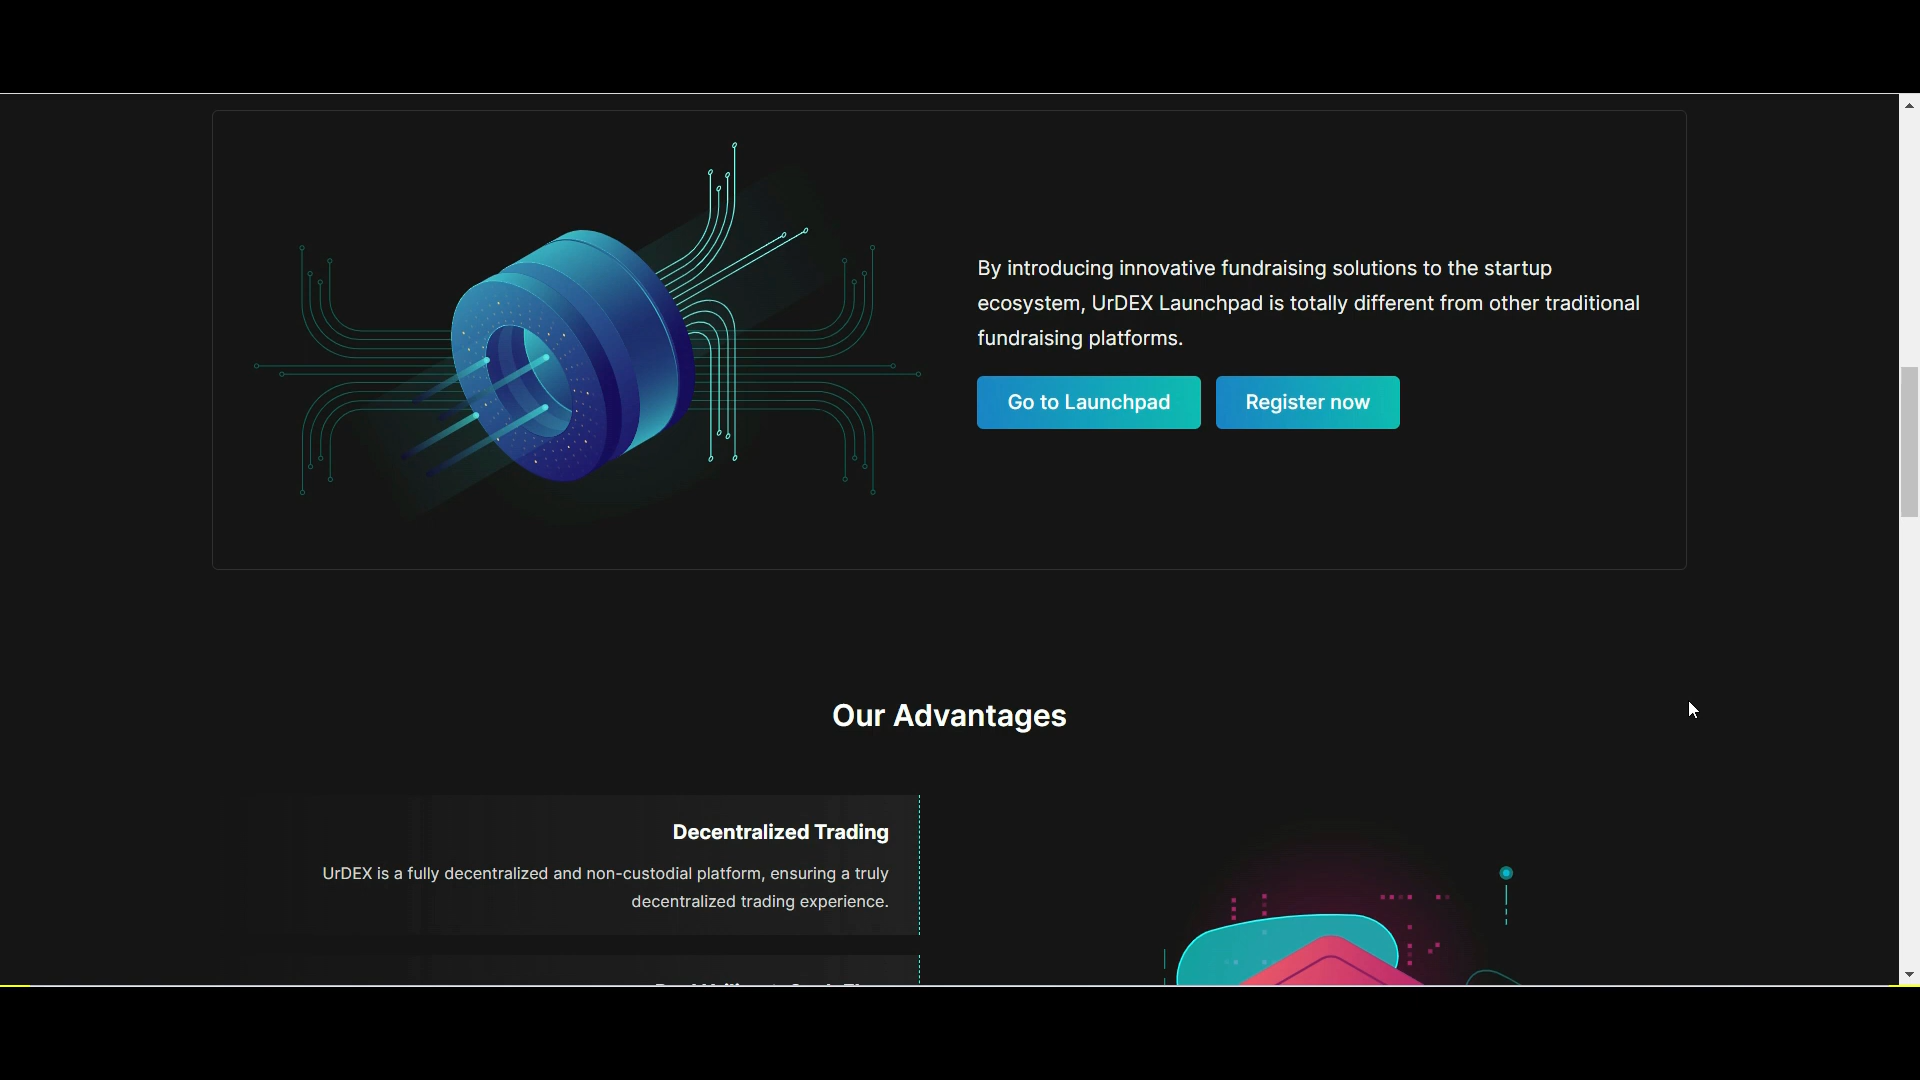 By introducing innovative fundraising solutions to the startup
ecosystem, UrDEX Launchpad is totally different from other traditional
fundraising platforms.
Go to Launchpad
Register now
Our Advantages
Decentralized Trading
UrDEX is a fully decentralized and non-custodial platform, ensuring a truly
decentralized trading experience.